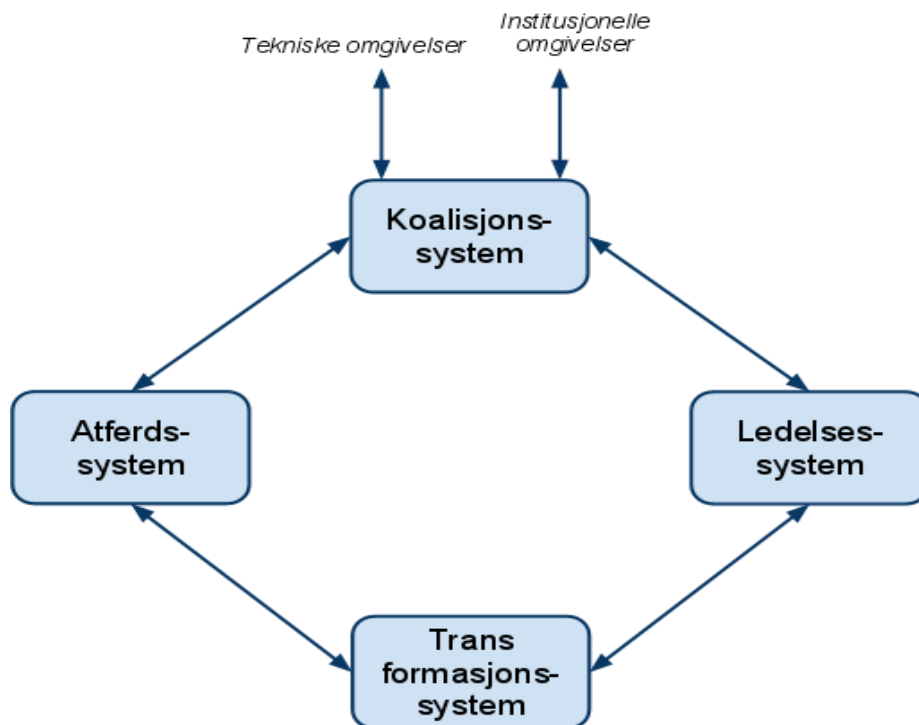 Tekniske omgivelser
Institusjonelle
omgivelser
Koalisjons-
system
Atferds-
system
Ledelses-
system
Trans
formasjons-
system